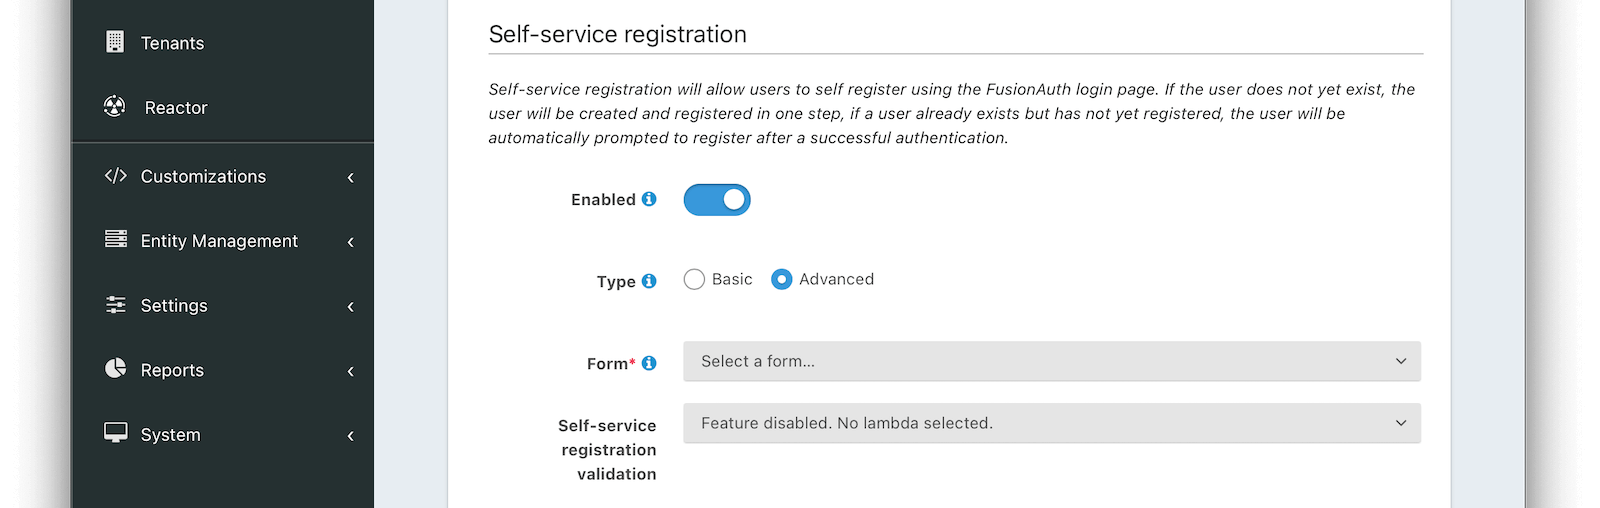 Tenants
Reactor
Customizations
Entity Management
Settings
Reports
System
Self-service registration
Self-service registration will allow users to self register using the FusionAuth login page. If the user does not yet exist, the
user will be created and registered in one step, if a user already exists but has not yet registered, the user will be
automatically prompted to register after a successful authentication.
Enabled
Type Basic Advanced
Form* Select a form...
Self-service Feature disabled. No lambda selected.
registration
validation